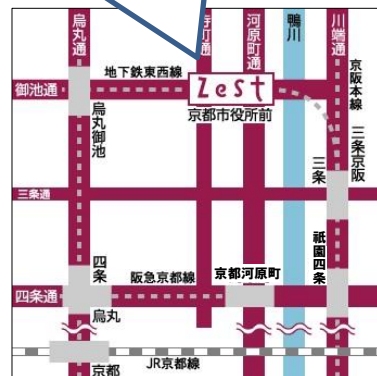 烏丸通
寺町通
河原町通
鴨川
川端通
地下鉄東西線
Zest
京阪本線
御池通
烏丸御池
京都市役所前
三条
三条京阪
三条通
四条
阪急京都線
京都河原町
祇園四条
四条通
烏丸
京都
JR京都線